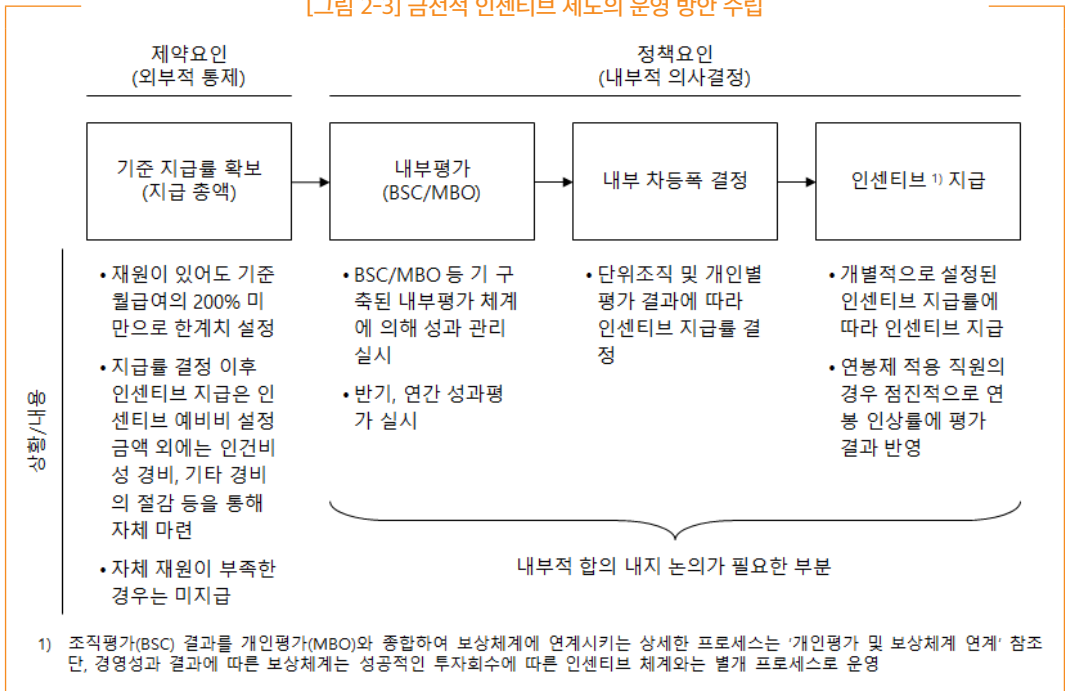 [그림 2-3] 금전적 인센티브 제도의 운영 방안 수립
제약요인
(외부적 통제)
정책요인
(내부적 의사결정)
기준 지급률 확보
(지급 총액)
내부평가
(BSC/MBO)
내부 차등폭 결정
인센티브 1) 지급
상황/내용
• 재원이 있어도 기준
월급여의 200% 미
만으로 한계치 설정
• 지급률 결정 이후
인센티브 지급은 인
센티브 예비비 설정
금액 외에는 인건비
성 경비, 기타 경비
의 절감 등을 통해
자체 마련
• 자체 재원이 부족한
경우는 미지급
• BSC/MBO 등 기 구
축된 내부평가 체계
에 의해 성과 관리
실시
• 반기, 연간 성과평
가 실시
• 단위조직 및 개인별
평가 결과에 따라
인센티브 지급률 결
정
• 개별적으로 설정된
인센티브 지급률에
따라 인센티브 지급
• 연봉제 적용 직원의
경우 점진적으로 연
봉 인상률에 평가
결과 반영
내부적 합의 내지 논의가 필요한 부분
1) 조직평가(BSC) 결과를 개인평가(MBO)와 종합하여 보상체계에 연계시키는 상세한 프로세스는 '개인평가 및 보상체계 연계' 참조
단, 경영성과 결과에 따른 보상체계는 성공적인 투자회수에 따른 인센티브 체계와는 별개 프로세스로 운영